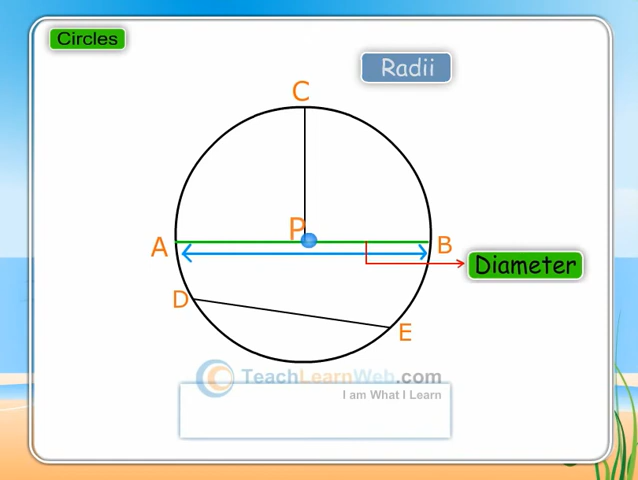 Circles
Radii
C
P
A
B
Diameter
D
E
TeachLearnWeb.com
I am What I Learn